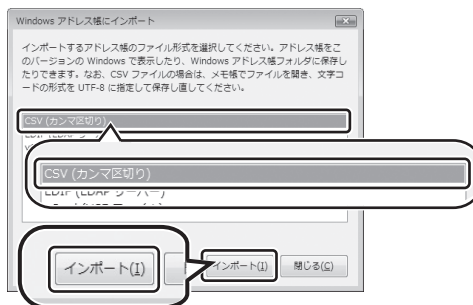 Windows アドレス帳にインポート
インポートするアドレス帳のファイル形式を選択してください。アドレス帳をこ
のバージョンの Windows で表示したり、Windows アドレス帳フォルダに保存し
たりできます。なお、CSV ファイルの場合は、メモ帳でファイルを開き、文字コ
ードの形式を UTF-8 に指定して保存し直してください。
CSV (カンマ区切り)
CSV (カンマ区切り)
LDIF (LDAP サーバー)
インポート(I)
インポート(I)
閉じる(C)